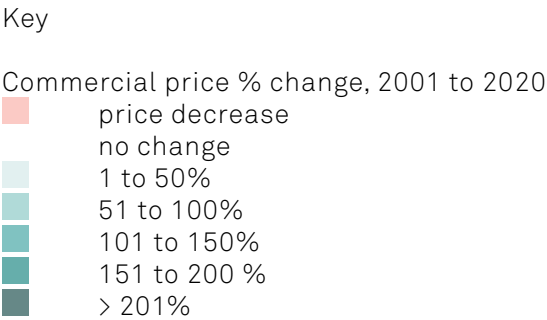 Key
Commercial price % change, 2001 to 2020
price decrease
no change
1 to 50%
51 to 100%
101 to 150%
151 to 200 %
> 201%